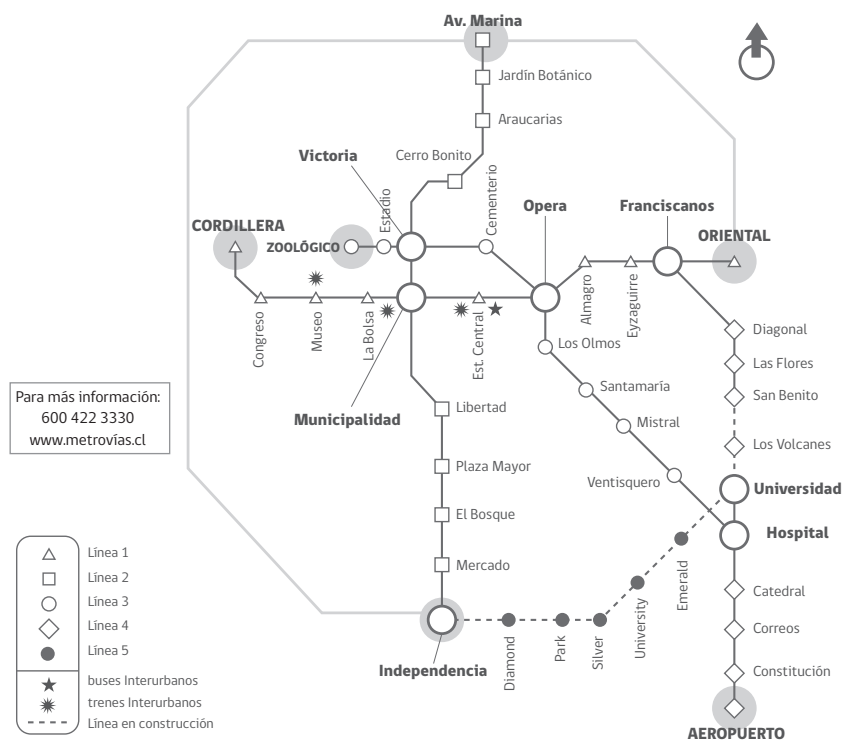 Av. Marina
Jardín Botánico
Araucarias
Cerro Bonito
Victoria
Estadio
Cementerio
Opera
Franciscanos
CORDILLERA
ZOOLÓGICO
ORIENTAL
Congreso
Museo
La Bolsa
Est. Central
Almagro
Eyzaguirre
Diagonal
Los Olmos
Las Flores
Santamaría
San Benito
Para más información:
600 422 3330
www.metrovías.cl
Municipalidad
Libertad
Mistral
Los Volcanes
Plaza Mayor
Ventisquero
Universidad
El Bosque
Hospital
Mercado
Emerald
University
Silver
Park
Diamond
Catedral
Correos
Independencia
Constitución
AEROPUERTO
Línea 1
Línea 2
Línea 3
Línea 4
Línea 5
buses Interurbanos
trenes Interurbanos
Línea en construcción